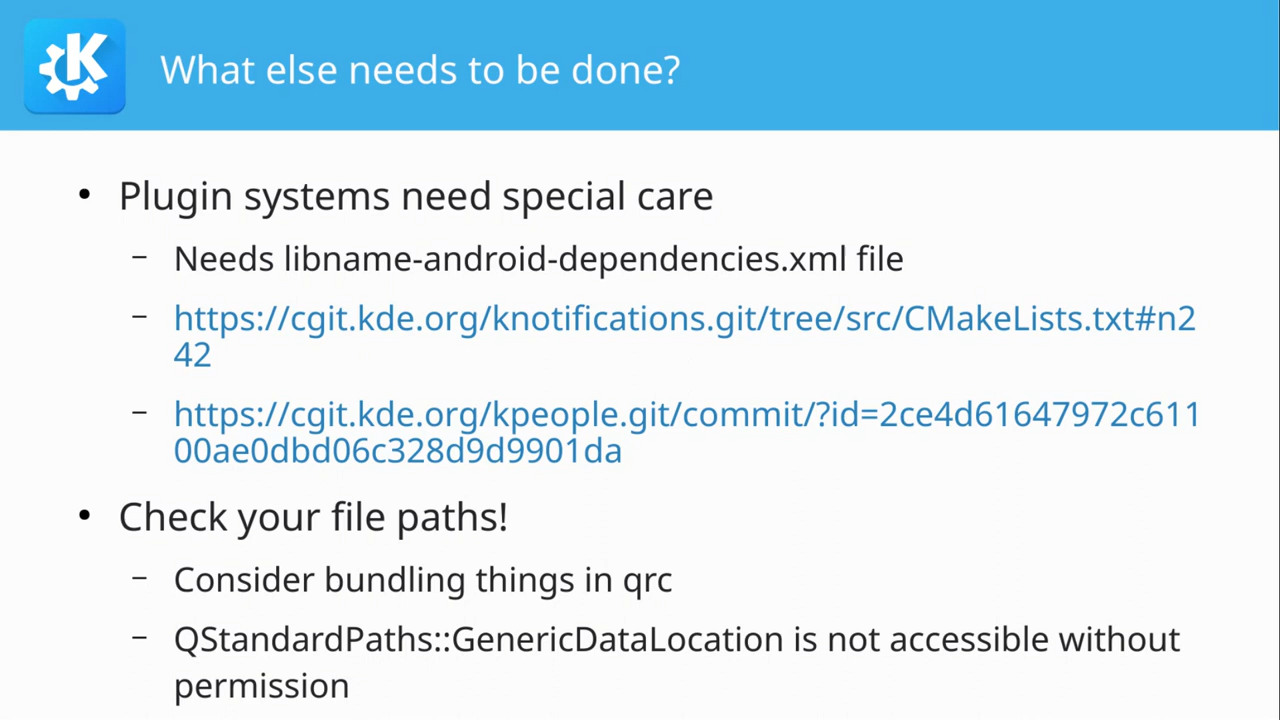 What else needs to be done?
• Plugin systems need special care
– Needs libname-android-dependencies.xml file
– https://cgit.kde.org/knotifications.git/tree/src/CMakeLists.txt#n2
42
– https://cgit.kde.org/kpeople.git/commit/?id=2ce4d61647972c611
00ae0dbd06c328d9d9901da
• Check your file paths!
– Consider bundling things in qrc
– QStandardPaths::GenericDataLocation is not accessible without
permission